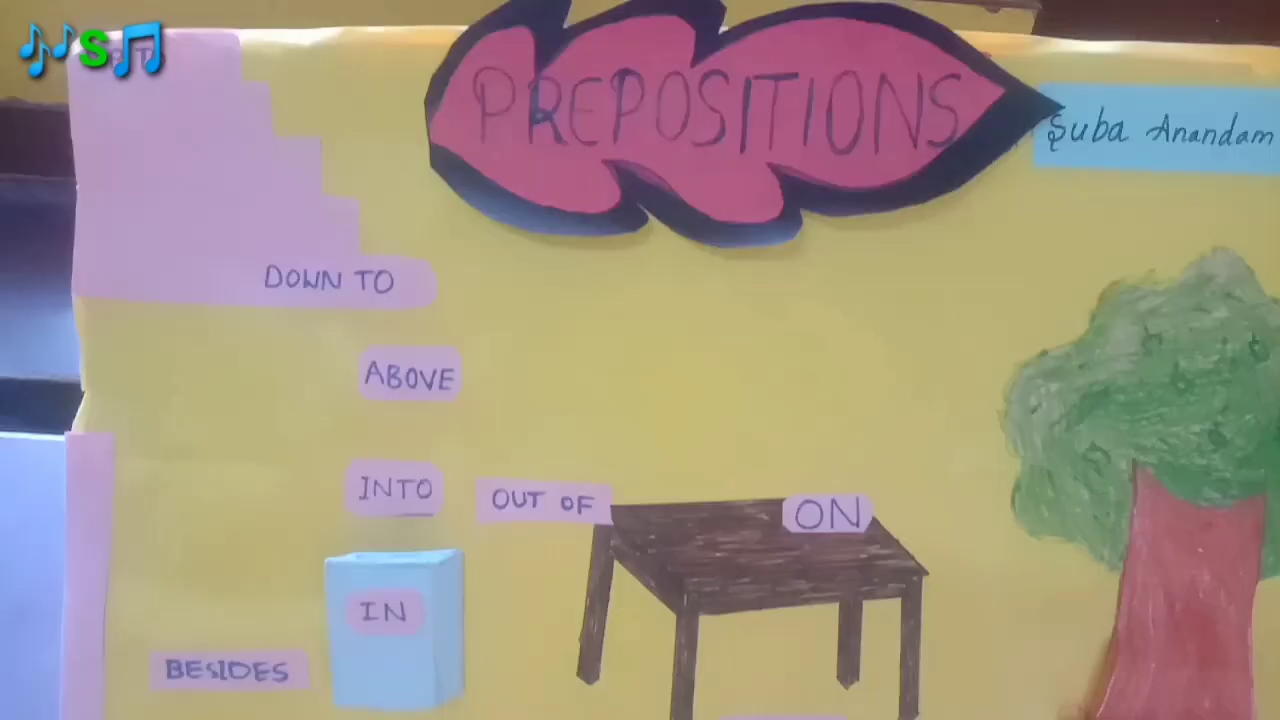 S
PREPOSITIONS
Suba Anandam
DOWN TO
ABOVE
INTO
OUT OF
ON
IN
BESIDES